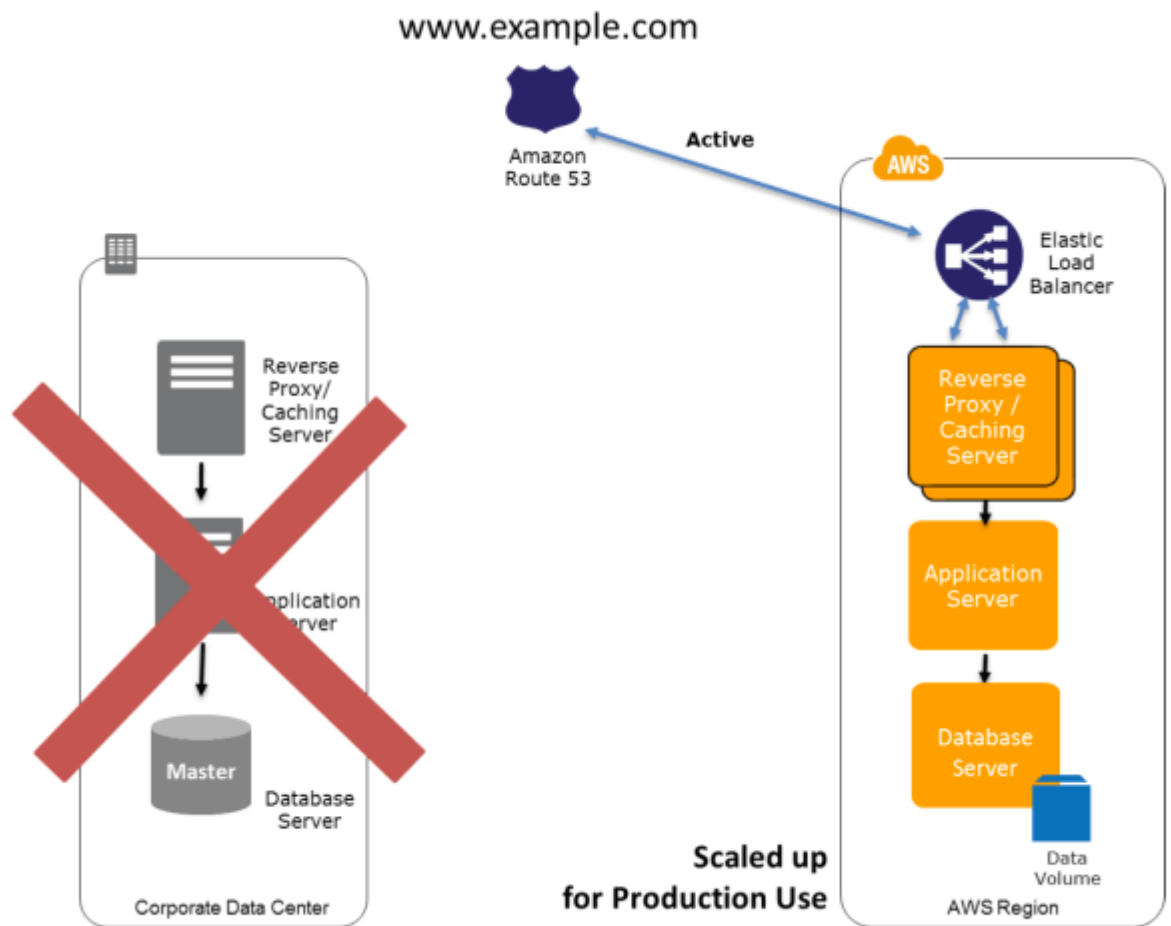 www.example.com
Amazon
Route 53
Active
AWS
Elastic
Load
Balancer
Reverse
Proxy/
Caching
Server
Reverse
Proxy /
Caching
Server
Application
Server
Application
Server
Master
Database
Server
Database
Server
Data
Volume
Scaled up
for Production Use
Corporate Data Center
AWS Region